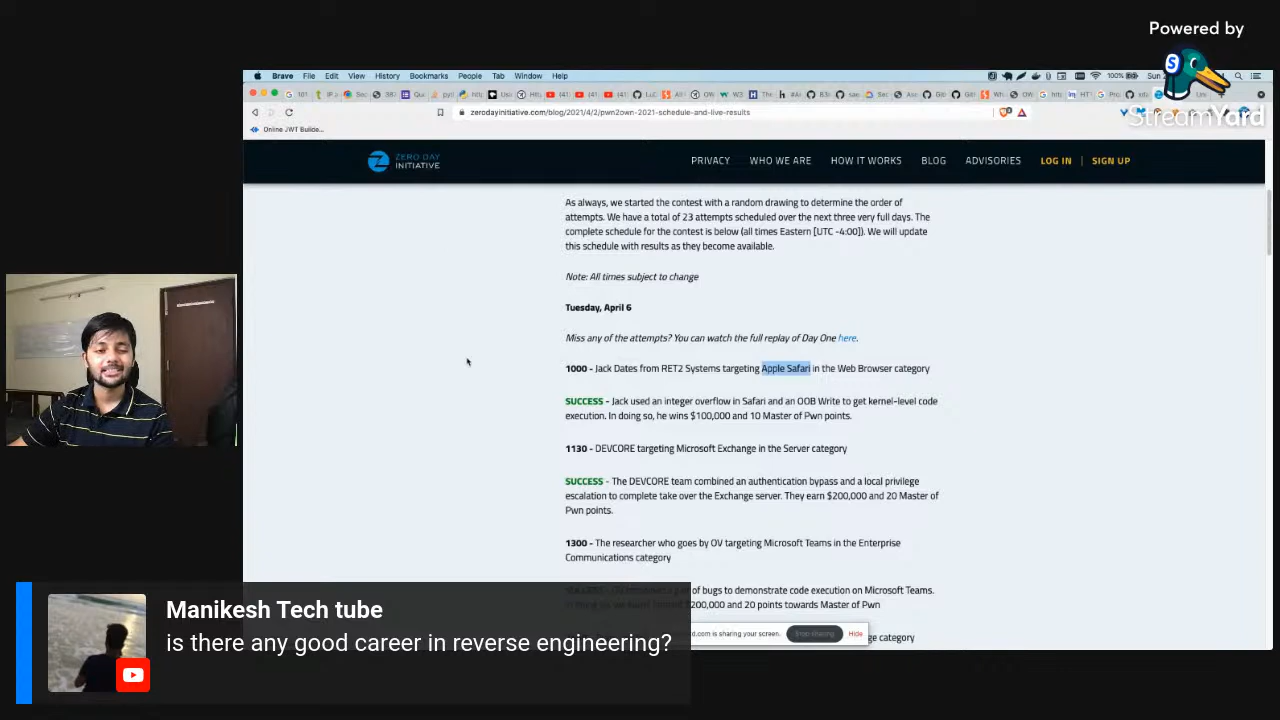 Powered by
StreamYard
Brave File Edit View History Bookmarks People Tab Window Help
100%
zerodayinitiative.com/blog/2021/4/2/pwn2own-2021-schedule-and-live-results
Online JWT Builde...
ZERO DAY
INITIATIVE
PRIVACY WHO WE ARE HOW IT WORKS BLOG ADVISORIES LOG IN | SIGN UP
As always, we started the contest with a random drawing to determine the order of
attempts. We have a total of 23 attempts scheduled over the next three very full days. The
complete schedule for the contest is below (all times Eastern [UTC -4:00]). We will update
this schedule with results as they become available.
Note: All times subject to change
Tuesday, April 6
Miss any of the attempts? You can watch the full replay of Day One here.
1000 - Jack Dates from RET2 Systems targeting Apple Safari in the Web Browser category
SUCCESS - Jack used an integer overflow in Safari and an OOB Write to get kernel-level code
execution. In doing so, he wins $100,000 and 10 Master of Pwn points.
1130 - DEVCORE targeting Microsoft Exchange in the Server category
SUCCESS - The DEVCORE team combined an authentication bypass and a local privilege
escalation to complete take over the Exchange server. They earn $200,000 and 20 Master of
Pwn points.
1300 - The researcher who goes by OV targeting Microsoft Teams in the Enterprise
Communications category
of bugs to demonstrate code execution on Microsoft Teams.
$200,000 and 20 points towards Master of Pwn
d.com is sharing your screen. Stop sharing Hide
ge category
Manikesh Tech tube
is there any good career in reverse engineering?